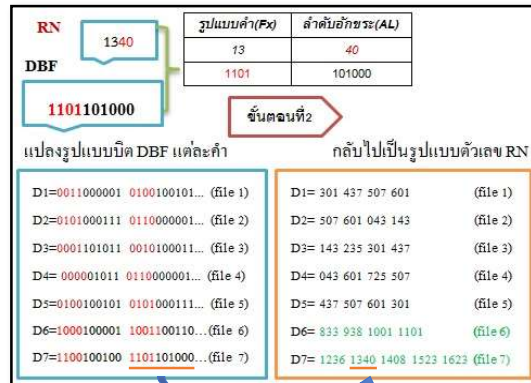 RN
1340
DBF
1101101000
รูปแบบคำ(Fx) ลำดับอักขระ(AL)
13 40
1101 101000
ขั้นตอนที่2
แปลงรูปแบบบิต DBF แต่ละคำ
กลับไปเป็นรูปแบบตัวเลข RN
D1=0011000001 0100100101... (file 1)
D2=0101000111 0110000001... (file 2)
D3=0001101011 0010100011... (file 3)
D4= 000001011 0110000001... (file 4)
D5=0100100101 0101000111... (file 5)
D6=1000100001 1001100110... (file 6)
D7=1100100100 1101101000...(file 7)
D1= 301 437 507 601 (file 1)
D2= 507 601 043 143 (file 2)
D3= 143 235 301 437 (file 3)
D4= 043 601 725 507 (file 4)
D5= 437 507 601 301 (file 5)
D6= 833 938 1001 1101 (file 6)
D7= 1236 1340 1408 1523 1623 (file 7)